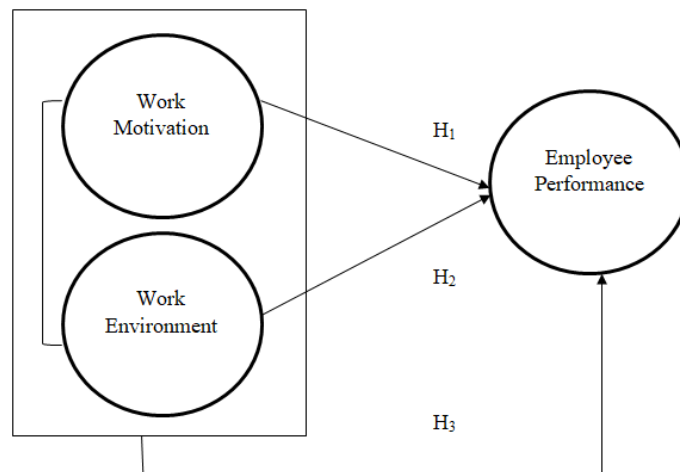 Work
Motivation
H₁
Employee
Performance
H₂
Work
Environment
H₃